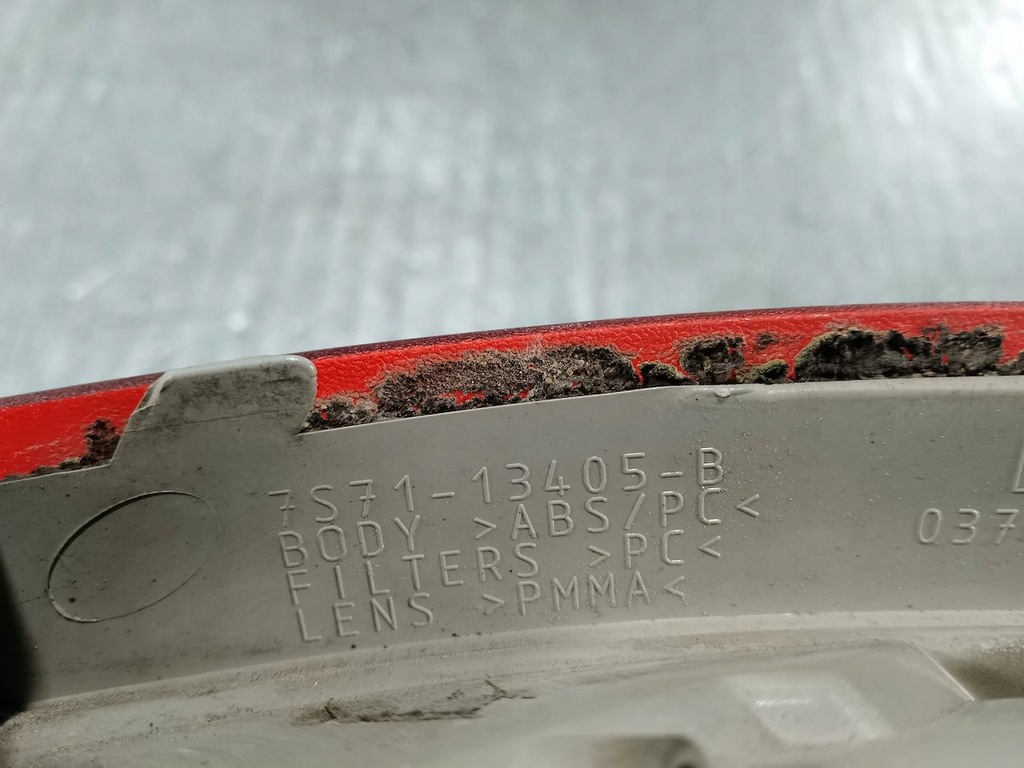 7S71-13405-B
BODY >ABS/PC<
FILTERS >PC<
LENS >PMMA<
037